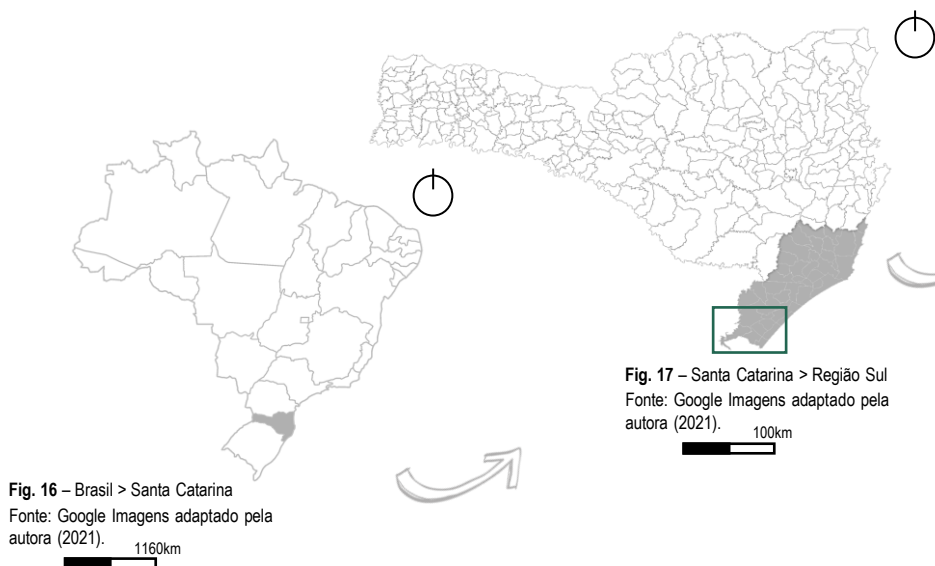 Fig. 17 – Santa Catarina > Região Sul
Fonte: Google Imagens adaptado pela
autora (2021).
100km
Fig. 16 – Brasil > Santa Catarina
Fonte: Google Imagens adaptado pela
autora (2021).
1160km